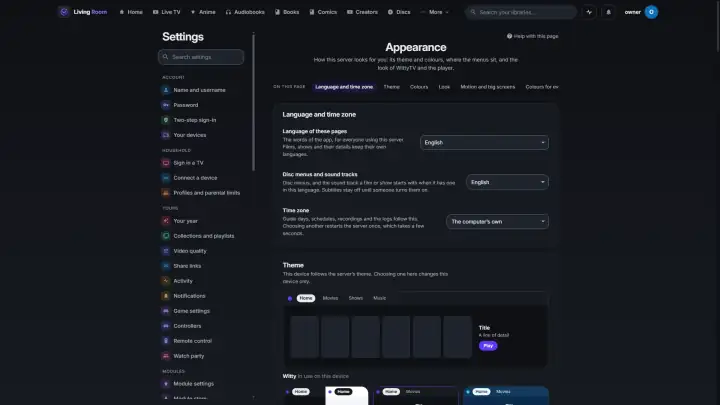 Living Room
Home
Live TV
Anime
Audiobooks
Books
Comics
Creators
Discs
More
Search your libraries...
owner
O
Settings
Search settings
ACCOUNT
Name and username
Password
Two-step sign-in
Your devices
HOUSEHOLD
Sign in a TV
Connect a device
Profiles and parental limits
YOURS
Your year
Collections and playlists
Video quality
Share links
Activity
Notifications
Game settings
Controllers
Remote control
Watch party
MODULES
Module settings
Help with this page
Appearance
How this server looks for you: its theme and colours, where the menus sit, and the
look of WittyTV and the player.
ON THIS PAGE
Language and time zone
Theme
Colours
Look
Motion and big screens
Colours for ev
Language and time zone
Language of these pages
The words of the app, for everyone using this server
Films, shows and their details keep their own
languages.
English
Disc menus and sound tracks
Disc menus, and the sound track a film or show starts with when it has one
in this language. Subtitles stay off until someone turns them on.
English
Time zone
Guide days, schedules, recordings and the logs follow this.
Choosing another restarts the server once, which takes a few
seconds.
The computer's own
Theme
This device follows the server's theme. Choosing one here changes this
device only.
Home
Movies
Shows
Music
Title
A line of detail
Play
Witty in use on this device
Home
Home
Home
Movies
Home
Movies